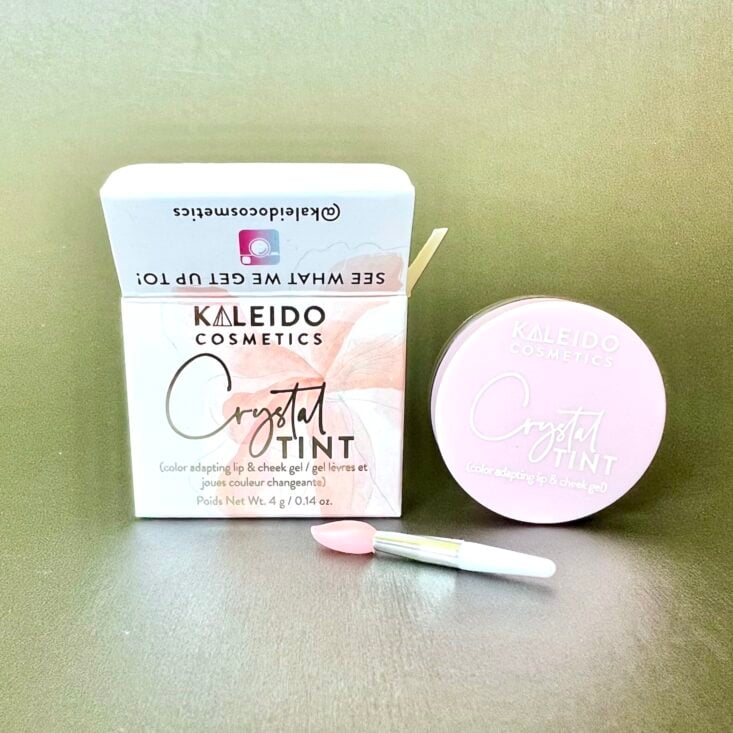 @kaleidocosmetics
SEE WHAT WE GET UP TO!
KALEIDO
COSMETICS
Crystal
TINT
(color adapting lip & cheek gel / gel lèvres et
joues couleur changeante)
Poids Net Wt. 4 g / 0.14 oz.
KALEIDO
COSMETICS
Crystal
TINT
(color adapting lip & cheek gel)